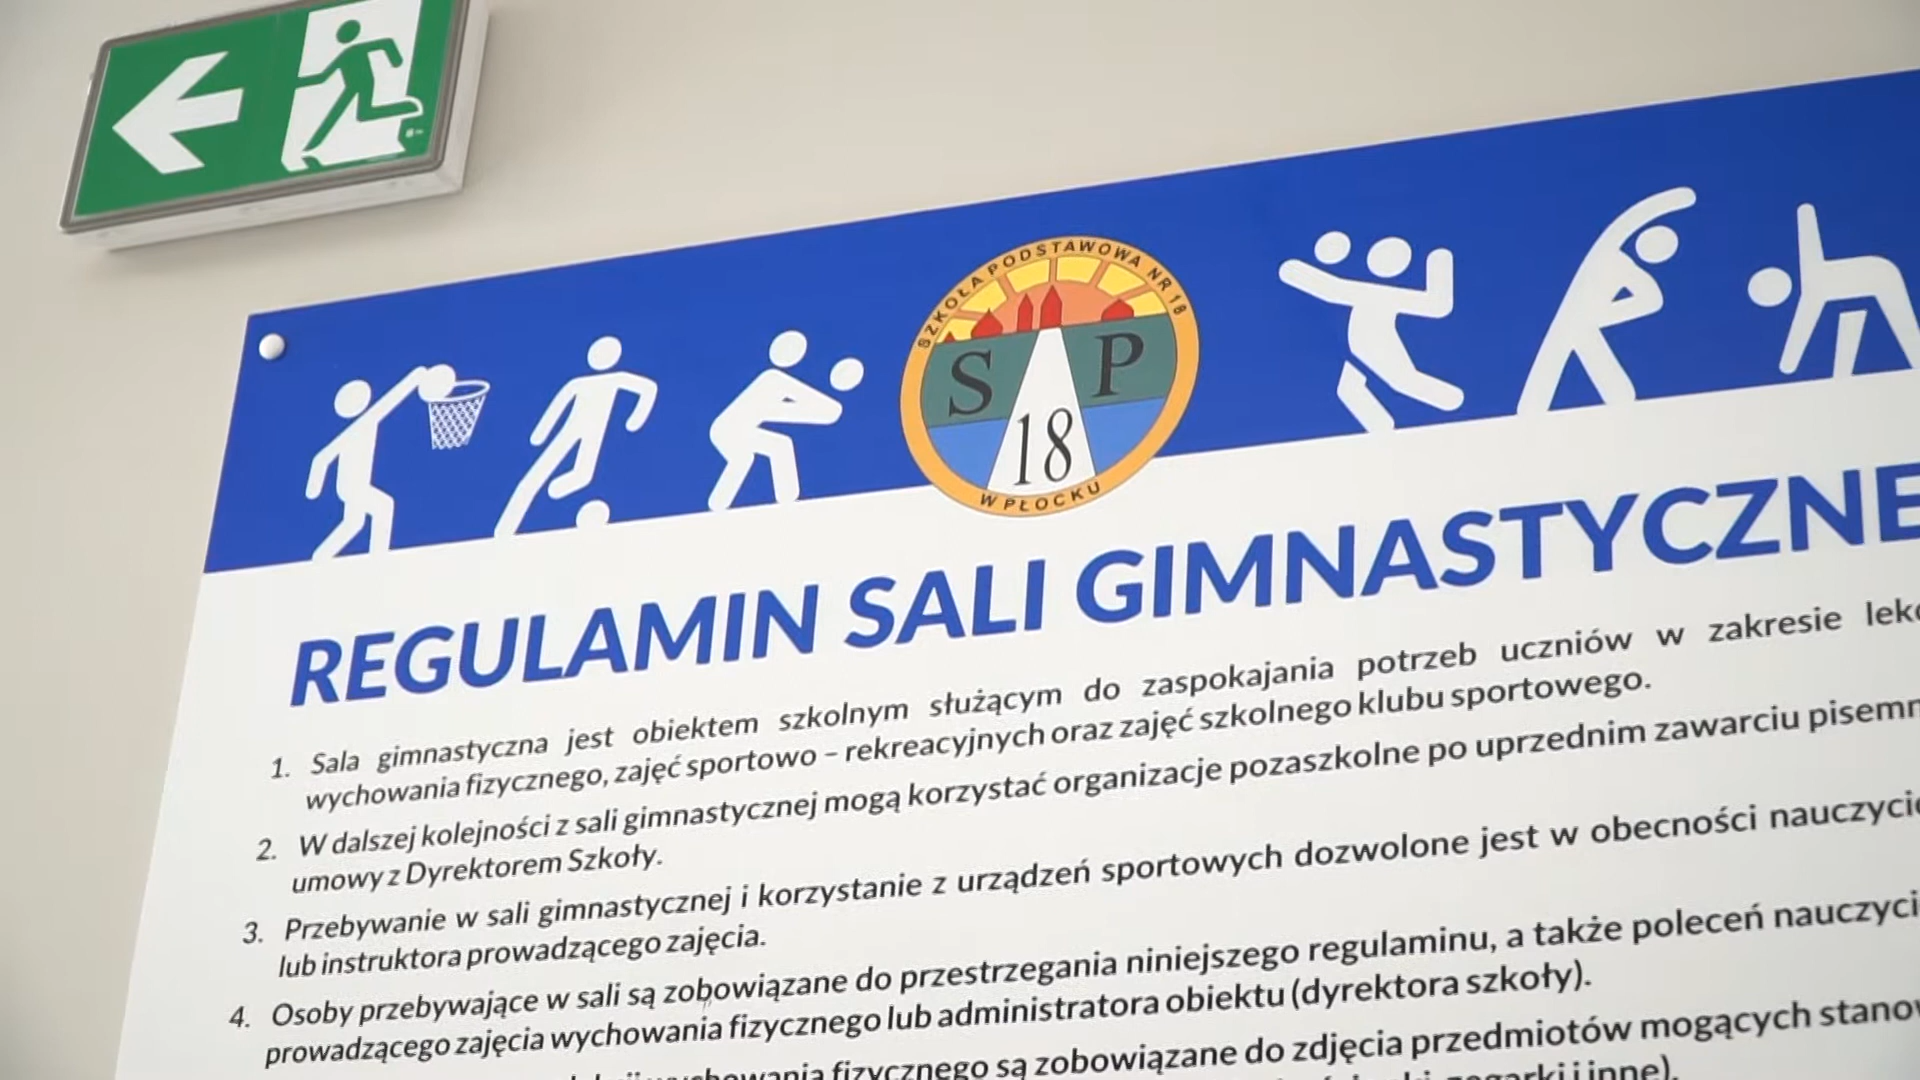 SZKOŁA PODSTAWOWA NR 18
S P
18
W PŁOCKU
REGULAMIN SALI GIMNASTYCZNE
1. Sala gimnastyczna jest obiektem szkolnym służącym do zaspokajania potrzeb uczniów w zakresie
wychowania fizycznego, zajęć sportowo – rekreacyjnych oraz zajęć szkolnego klubu sportowego.
2. W dalszej kolejności z sali gimnastycznej mogą korzystać organizacje pozaszkolne po uprzednim zawarciu
umowy z Dyrektorem Szkoły.
3. Przebywanie w sali gimnastycznej i korzystanie z urządzeń sportowych dozwolone jest w obecności
lub instruktora prowadzącego zajęcia.
4. Osoby przebywające w sali są zobowiązane do przestrzegania niniejszego regulaminu, a także poleceń
prowadzącego zajęcia wychowania fizycznego lub administratora obiektu (dyrektora szkoły).
fizycznego są zobowiązane do zdjęcia przedmiotów mogących
zegarki i inne).